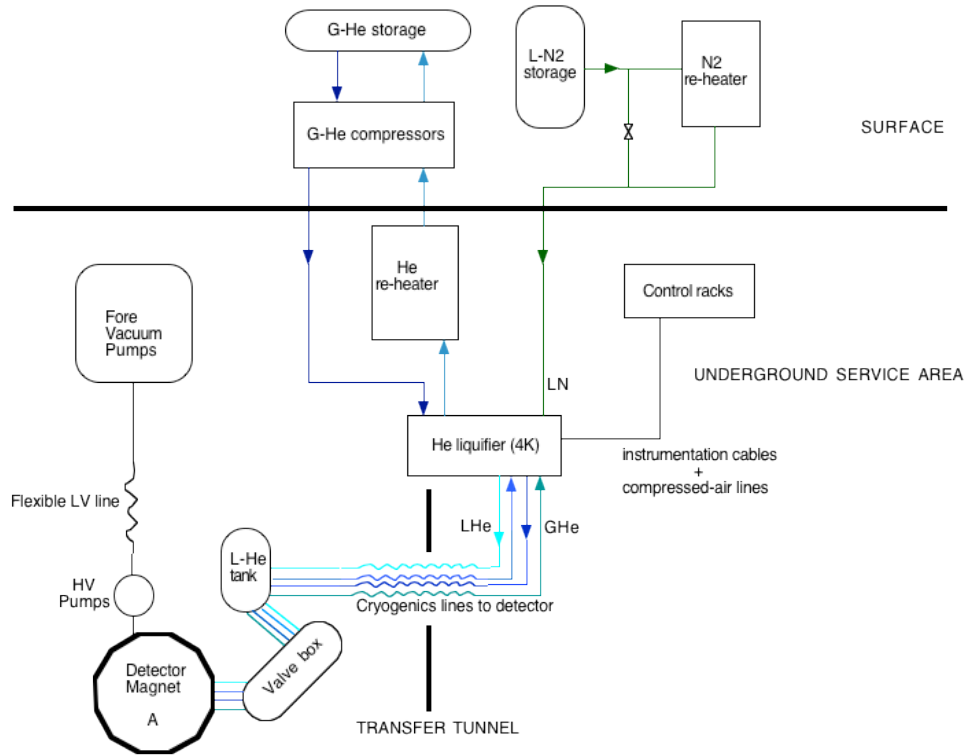 G-He storage
L-N2
storage
N2
re-heater
G-He compressors
SURFACE
He
re-heater
Control racks
Fore
Vacuum
Pumps
UNDERGROUND SERVICE AREA
LN
He liquifier (4K)
instrumentation cables
+
compressed-air lines
Flexible LV line
LHe
GHe
L-He
tank
HV
Pumps
Cryogenics lines to detector
Valve box
Detector
Magnet
A
TRANSFER TUNNEL